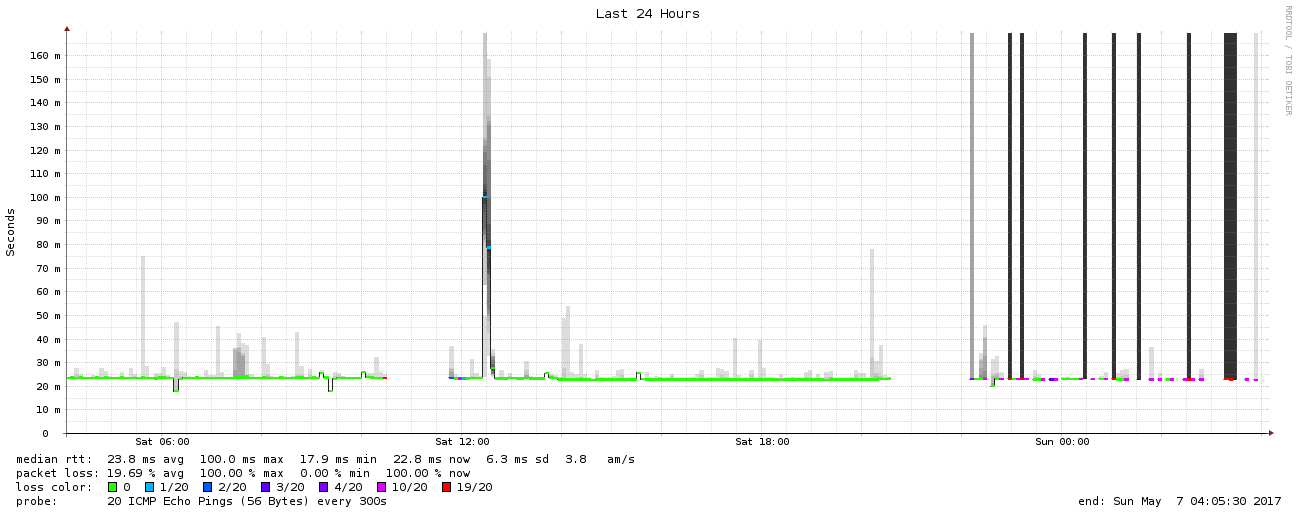 Last 24 Hours
RRDTOOL / TOBI OETIKER
Seconds
160 m
150 m
140 m
130 m
120 m
110 m
100 m
90 m
80 m
70 m
60 m
50 m
40 m
30 m
20 m
10 m
0
Sat 06:00 Sat 12:00 Sat 18:00 Sun 00:00
median rtt: 23.8 ms avg 100.0 ms max 17.9 ms min 22.8 ms now 6.3 ms sd 3.8 am/s
packet loss: 19.69 % avg 100.00 % max 0.00 % min 100.00 % now
loss color: 0 1/20 2/20 3/20 4/20 10/20 19/20
probe: 20 ICMP Echo Pings (56 Bytes) every 300s end: Sun May 7 04:05:30 2017